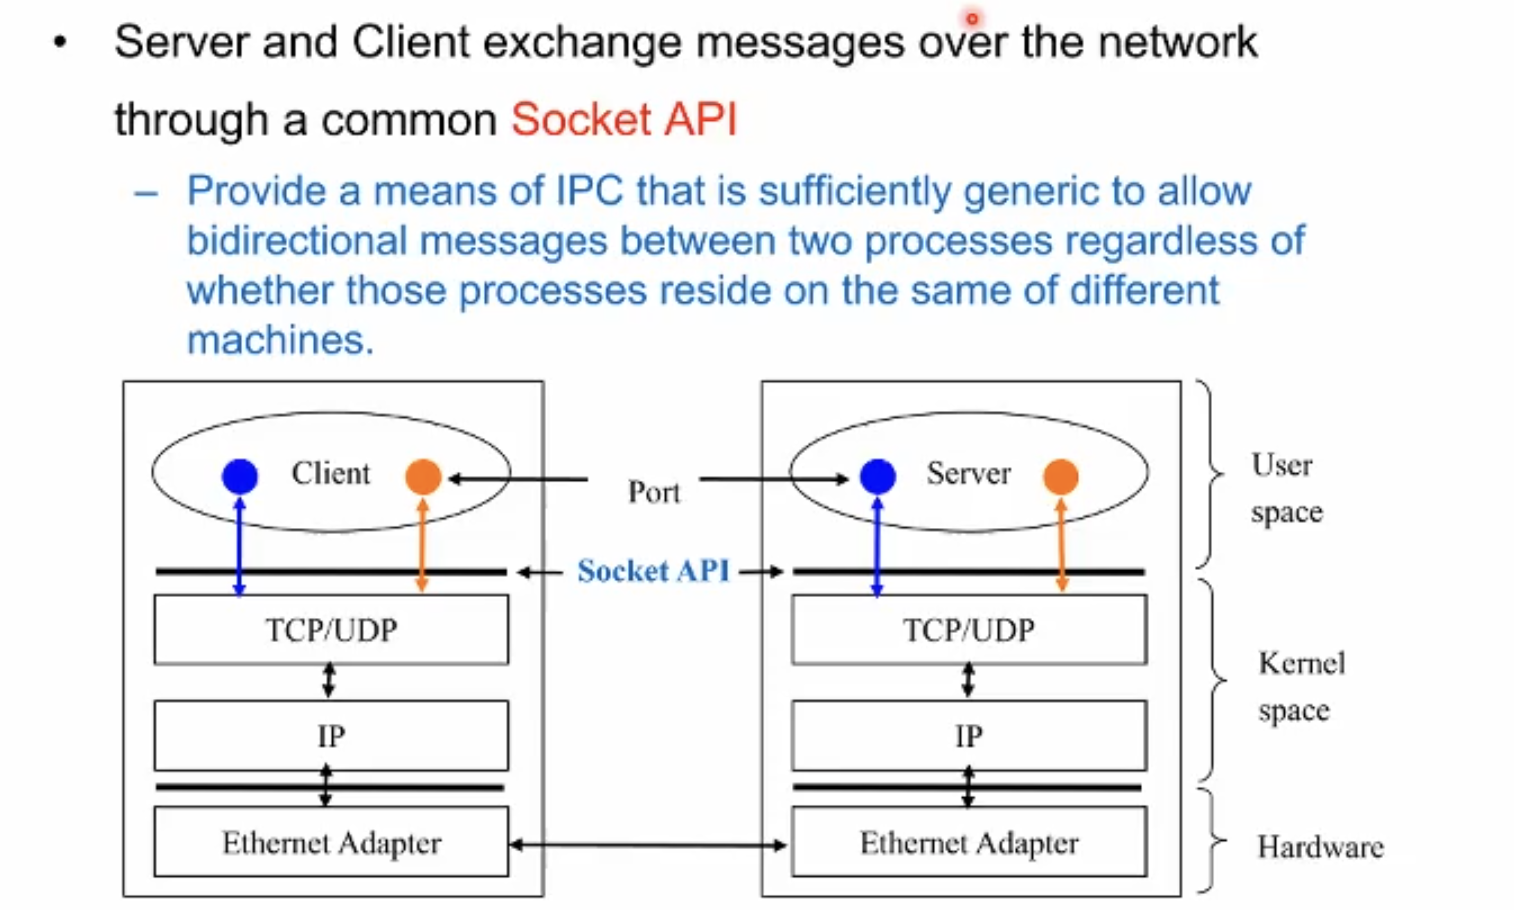 • Server and Client exchange messages over the network
through a common Socket API
– Provide a means of IPC that is sufficiently generic to allow
bidirectional messages between two processes regardless of
whether those processes reside on the same of different
machines.
Client
Port
Server
User
space
Socket API
TCP/UDP
TCP/UDP
Kernel
space
IP
IP
Ethernet Adapter
Ethernet Adapter
Hardware